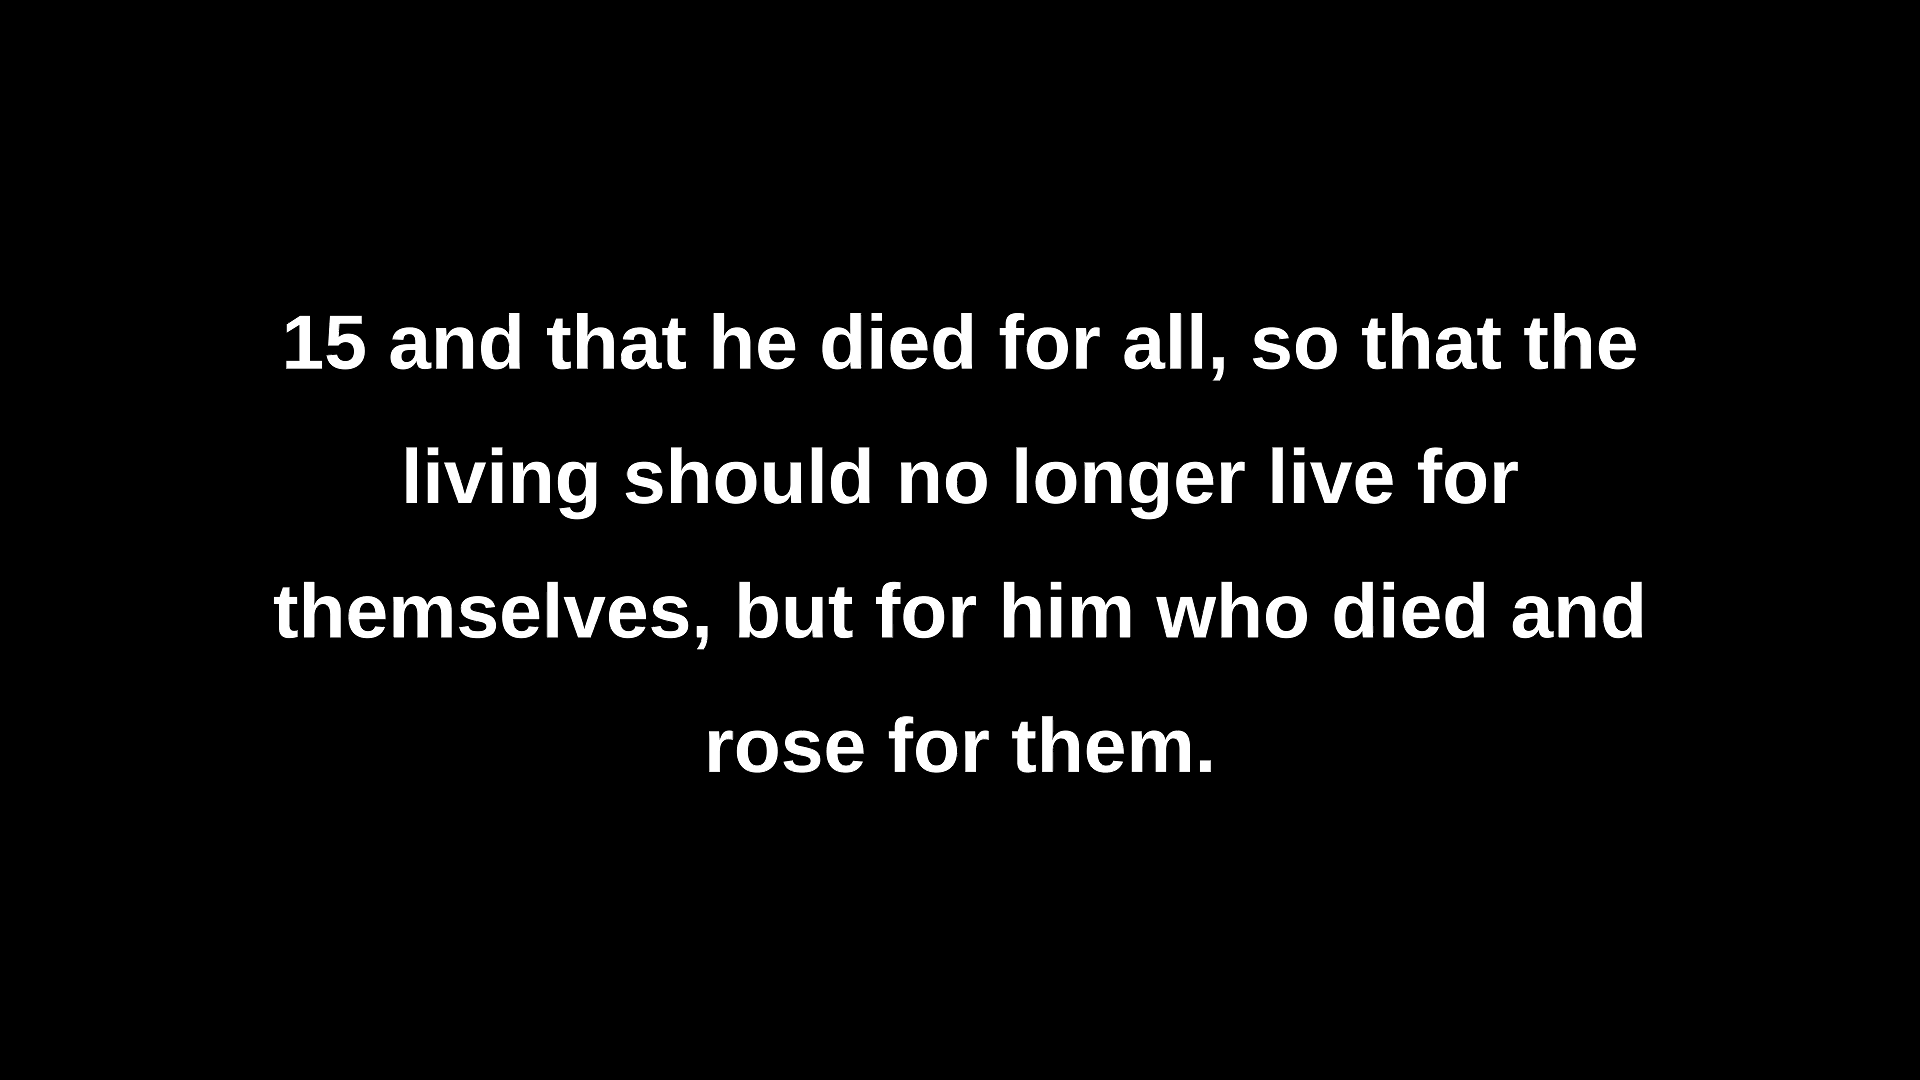 15 and that he died for all, so that the
living should no longer live for
themselves, but for him who died and
rose for them.